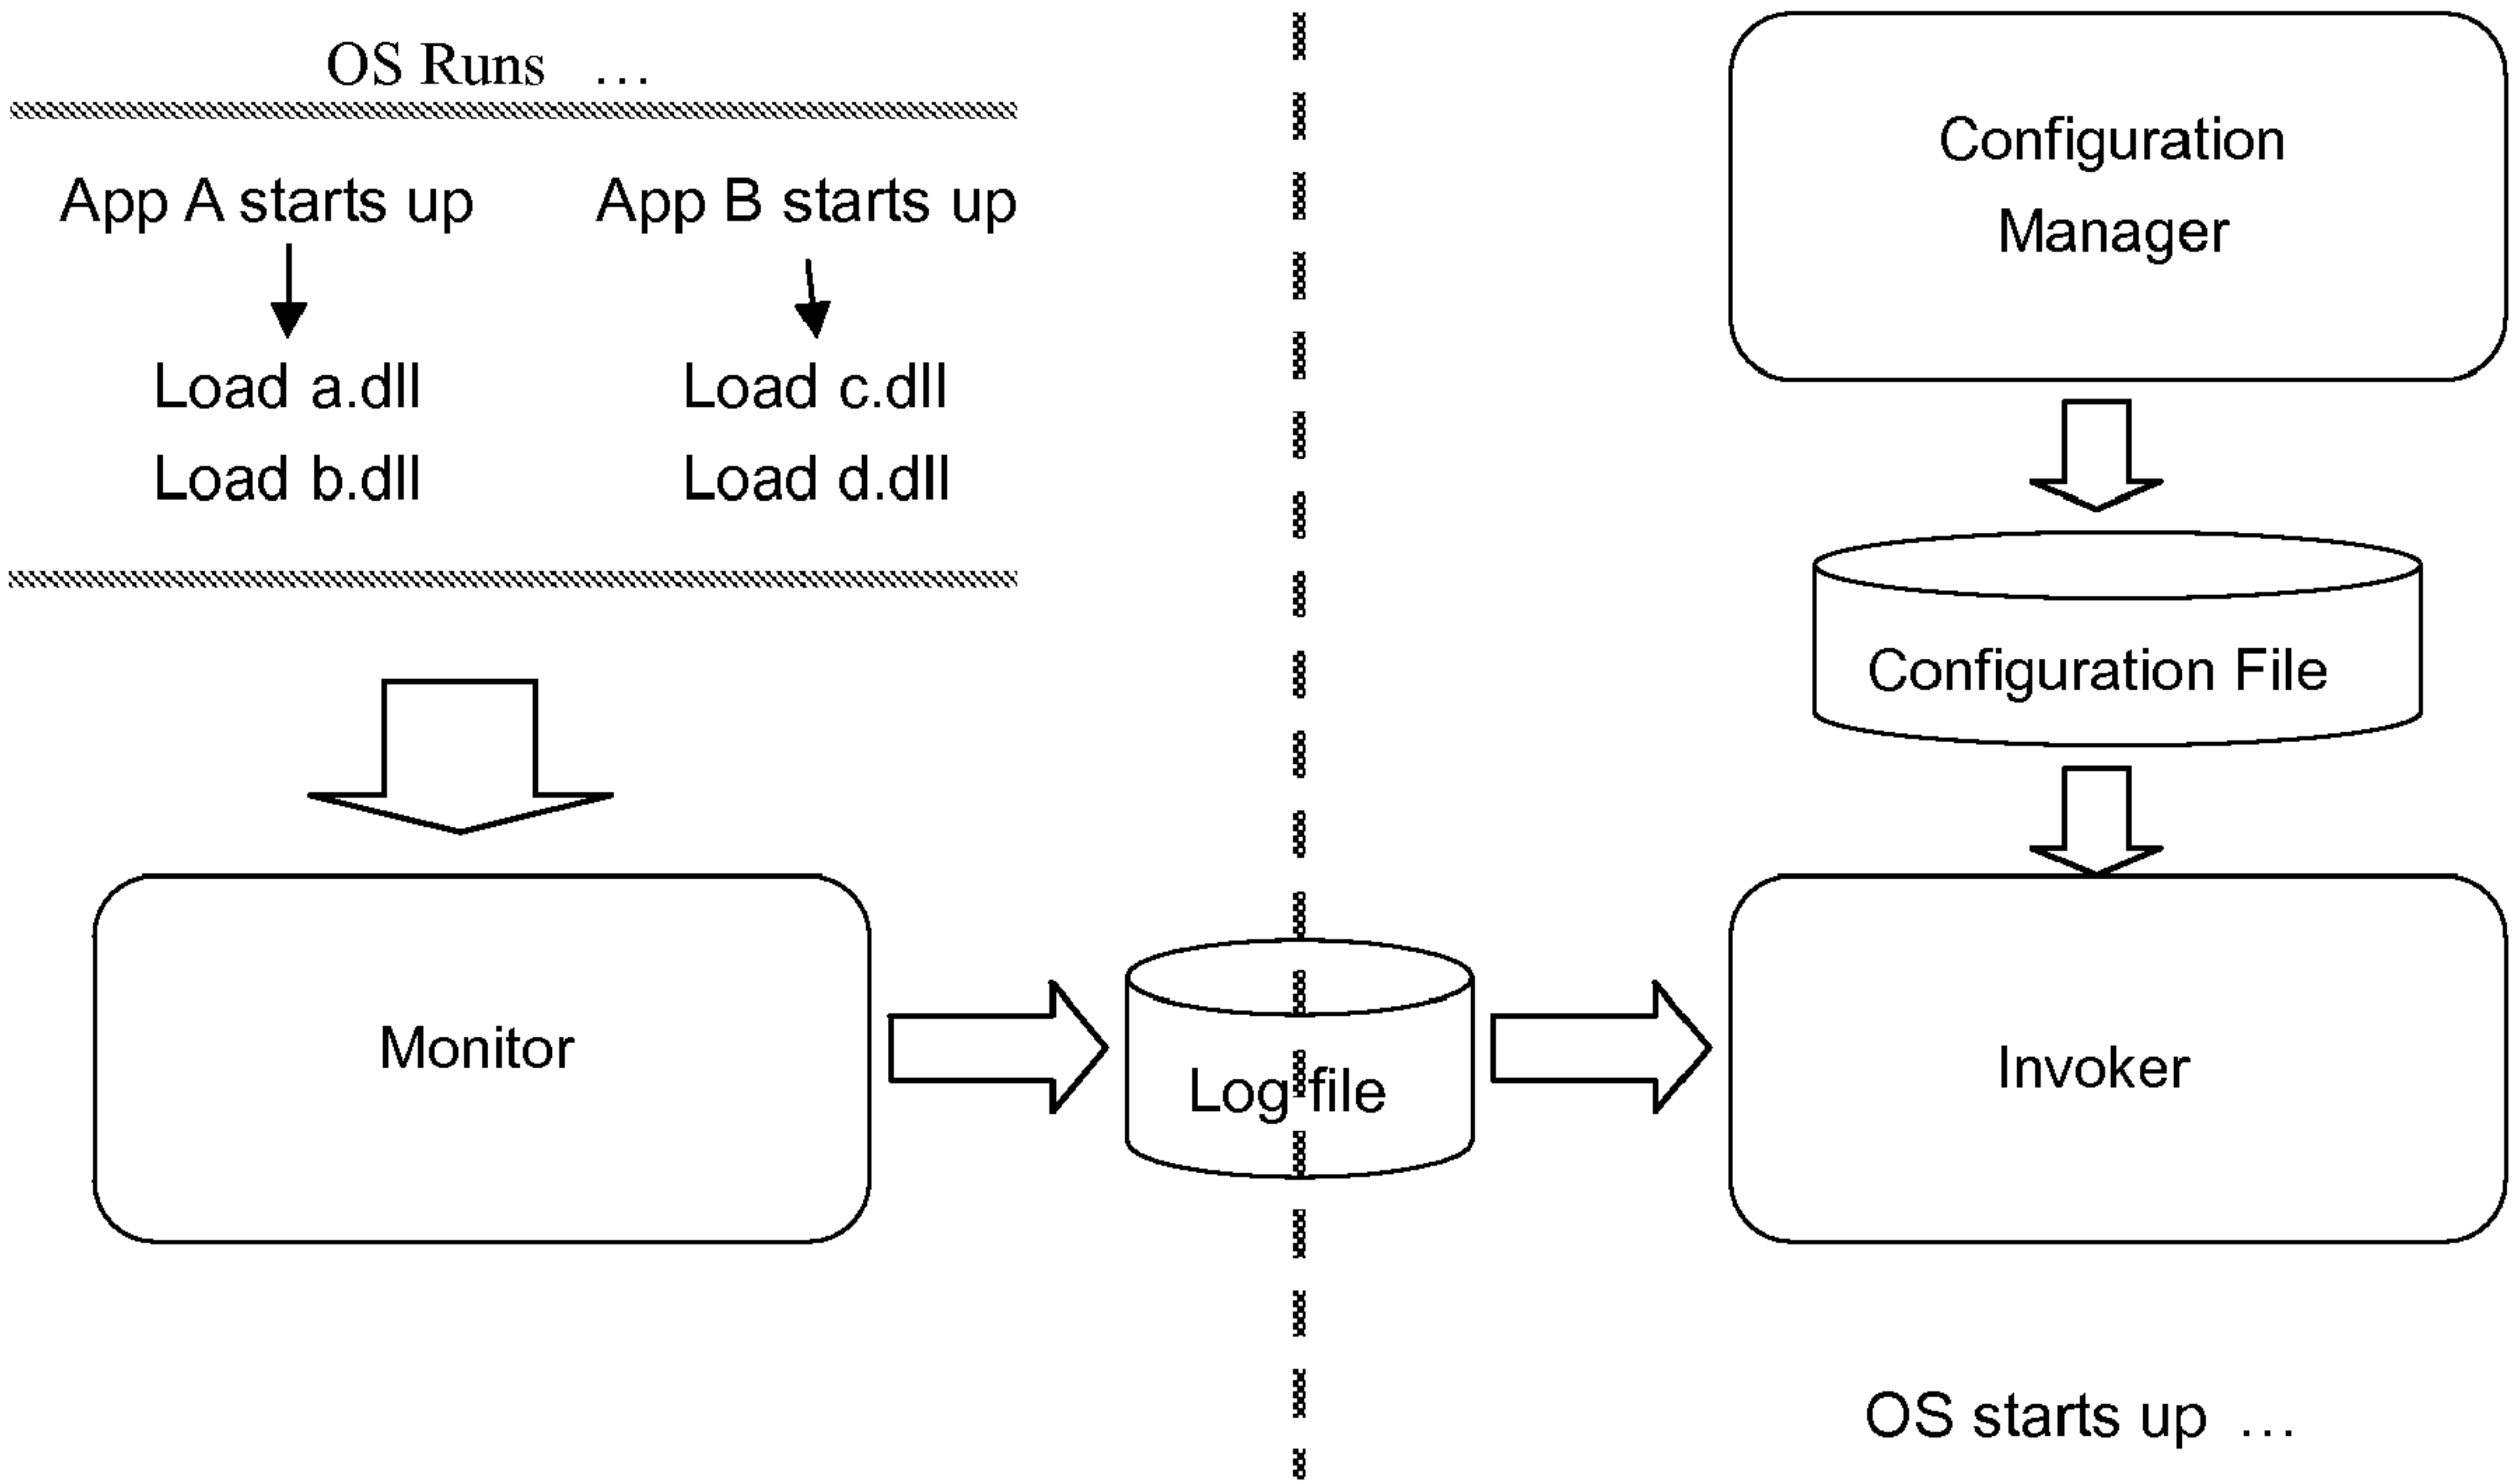 OS Runs …
App A starts up
App B starts up
Load a.dll
Load b.dll
Load c.dll
Load d.dll
Monitor
Log file
Configuration
Manager
Configuration File
Invoker
OS starts up …